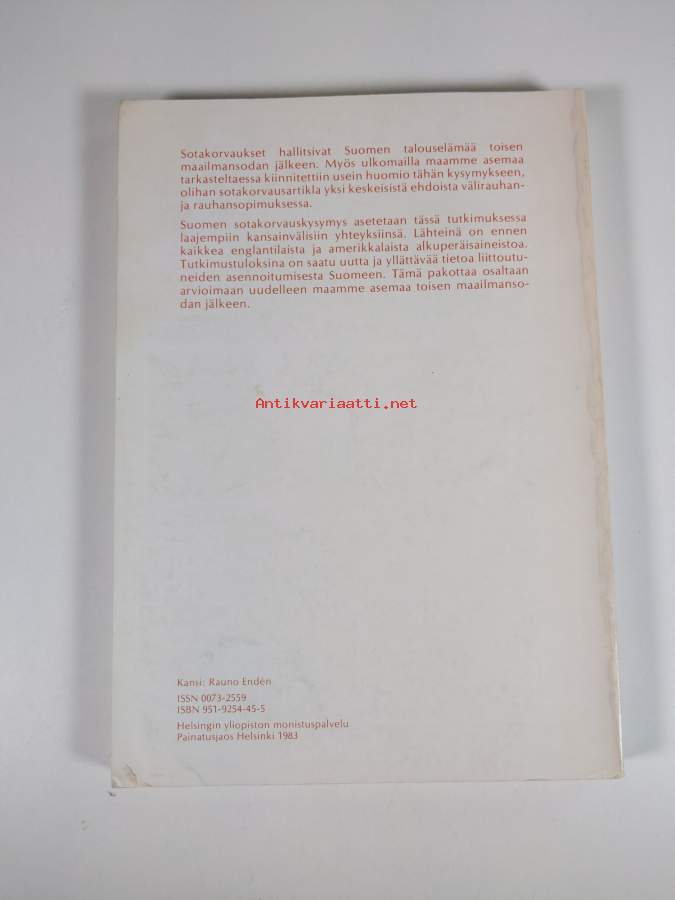 Sotakorvaukset hallitsivat Suomen talouselämää toisen
maailmansodan jälkeen. Myös ulkomailla maamme asemaa
tarkasteltaessa kiinnitettiin usein huomio tähän kysymykseen,
olihan sotakorvausartikla yksi keskeisistä ehdoista välirauhan-
ja rauhansopimuksessa.
Suomen sotakorvauskysymys asetetaan tässä tutkimuksessa
laajempiin kansainvälisiin yhteyksiinsä. Lähteinä on ennen
kaikkea englantilaista ja amerikkalaista alkuperäisaineistoa.
Tutkimustuloksina on saatu uutta ja yllättävää tietoa liittoutu-
neiden asennoitumisesta Suomeen. Tämä pakottaa osaltaan
arvioimaan uudelleen maamme asemaa toisen maailmanso-
dan jälkeen.
Antikvariaatti.net
Kansi: Rauno Endén
ISSN 0073-2559
ISBN 951-9254-45-5
Helsingin yliopiston monistuspalvelu
Painatusjaos Helsinki 1983